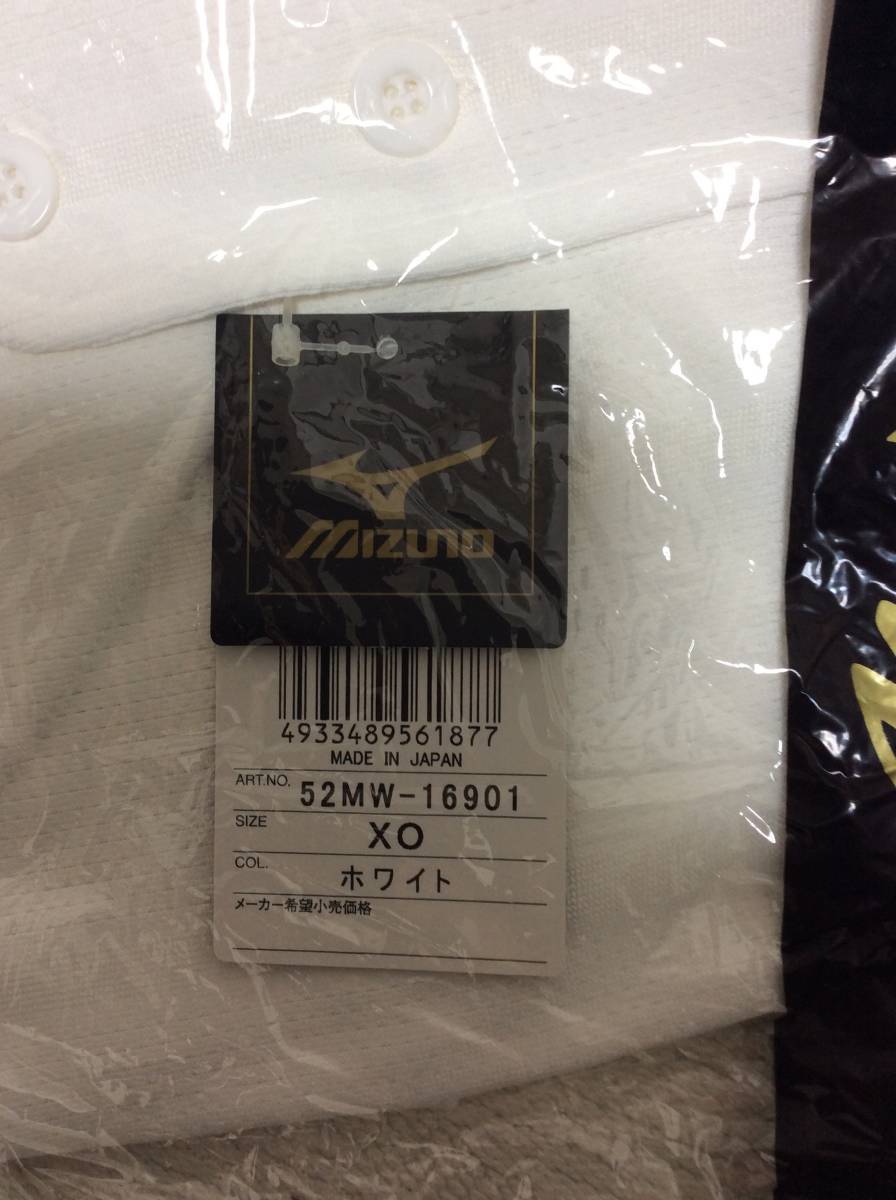 MIZUNO
4933489561877
MADE IN JAPAN
ART.NO. 52MW-16901
SIZE XO
COL. ホワイト
メーカー希望小売価格